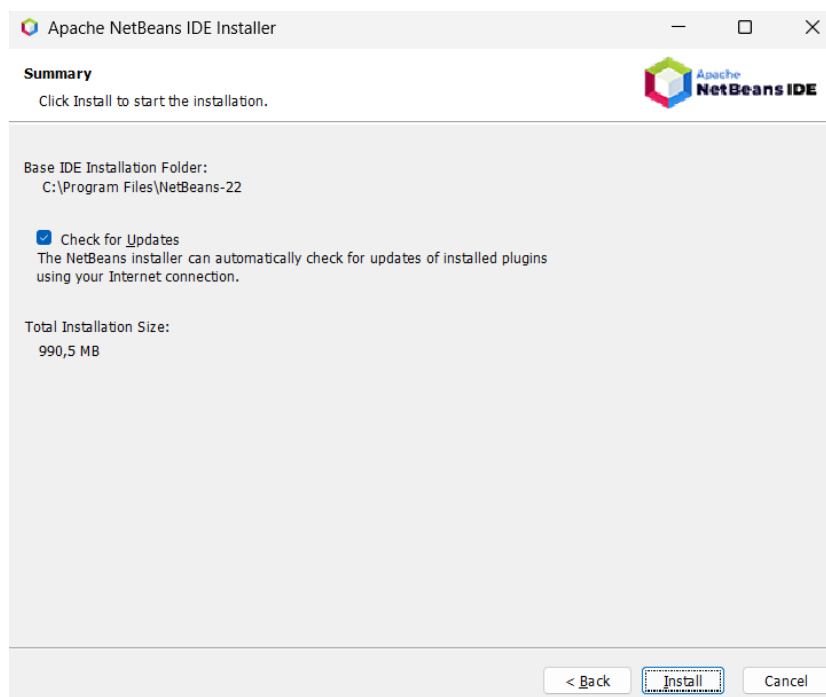 Apache NetBeans IDE Installer
Summary
Click Install to start the installation.
Apache
NetBeans IDE
Base IDE Installation Folder:
C:\Program Files\NetBeans-22
Check for Updates
The NetBeans installer can automatically check for updates of installed plugins
using your Internet connection.
Total Installation Size:
990,5 MB
< Back Install Cancel